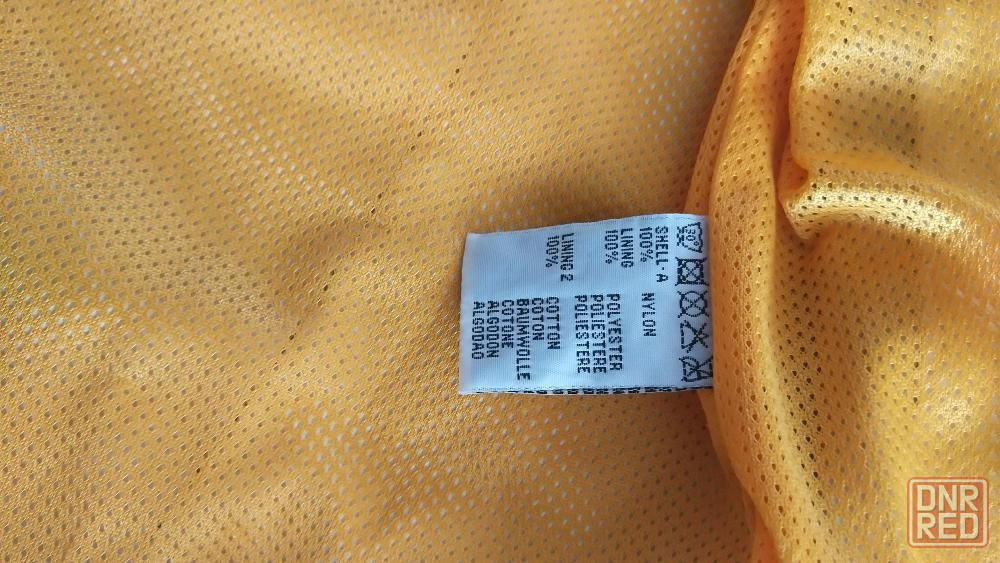 30°
SHELL-A
100% NYLON
LINING
100% POLYESTER
POLIESTERE
POLIESTERE
LINING 2
100% COTTON
COTON
BAUMWOLLE
COTONE
ALGODON
ALGODAO
DNR
RED